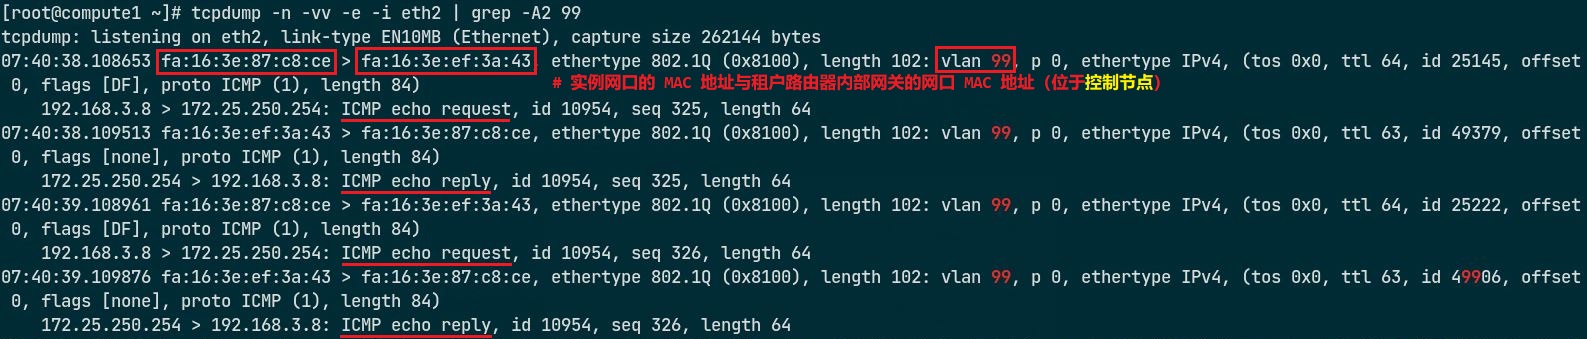 [root@compute1 ~]# tcpdump -n -vv -e -i eth2 | grep -A2 99
tcpdump: listening on eth2, link-type EN10MB (Ethernet), capture size 262144 bytes
07:40:38.108653 fa:16:3e:87:c8:ce > fa:16:3e:ef:3a:43, ethertype 802.1Q (0x8100), length 102: vlan 99, p 0, ethertype IPv4, (tos 0x0, ttl 64, id 25145, offset
0, flags [DF], proto ICMP (1), length 84)
# 实例网口的 MAC 地址与租户路由器内部网关的网口 MAC 地址（位于控制节点）
192.168.3.8 > 172.25.250.254: ICMP echo request, id 10954, seq 325, length 64
07:40:38.109513 fa:16:3e:ef:3a:43 > fa:16:3e:87:c8:ce, ethertype 802.1Q (0x8100), length 102: vlan 99, p 0, ethertype IPv4, (tos 0x0, ttl 63, id 49379, offset
0, flags [none], proto ICMP (1), length 84)
172.25.250.254 > 192.168.3.8: ICMP echo reply, id 10954, seq 325, length 64
07:40:39.108961 fa:16:3e:87:c8:ce > fa:16:3e:ef:3a:43, ethertype 802.1Q (0x8100), length 102: vlan 99, p 0, ethertype IPv4, (tos 0x0, ttl 64, id 25222, offset
0, flags [DF], proto ICMP (1), length 84)
192.168.3.8 > 172.25.250.254: ICMP echo request, id 10954, seq 326, length 64
07:40:39.109876 fa:16:3e:ef:3a:43 > fa:16:3e:87:c8:ce, ethertype 802.1Q (0x8100), length 102: vlan 99, p 0, ethertype IPv4, (tos 0x0, ttl 63, id 49906, offset
0, flags [none], proto ICMP (1), length 84)
172.25.250.254 > 192.168.3.8: ICMP echo reply, id 10954, seq 326, length 64